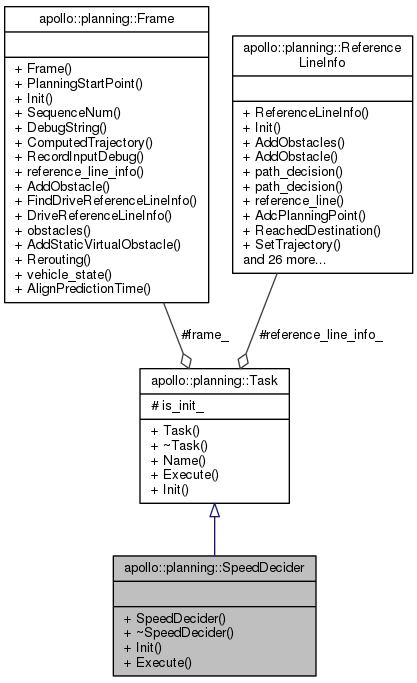 apollo::planning::Frame
+ Frame()
+ PlanningStartPoint()
+ Init()
+ SequenceNum()
+ DebugString()
+ ComputedTrajectory()
+ RecordInputDebug()
+ reference_line_info()
+ AddObstacle()
+ FindDriveReferenceLineInfo()
+ DriveReferenceLineInfo()
+ obstacles()
+ AddStaticVirtualObstacle()
+ Rerouting()
+ vehicle_state()
+ AlignPredictionTime()
apollo::planning::Reference
LineInfo
+ ReferenceLineInfo()
+ Init()
+ AddObstacles()
+ AddObstacle()
+ path_decision()
+ path_decision()
+ reference_line()
+ AdcPlanningPoint()
+ ReachedDestination()
+ SetTrajectory()
and 26 more...
#frame_
#reference_line_info_
apollo::planning::Task
# is_init_
+ Task()
+ ~Task()
+ Name()
+ Execute()
+ Init()
apollo::planning::SpeedDecider
+ SpeedDecider()
+ ~SpeedDecider()
+ Init()
+ Execute()